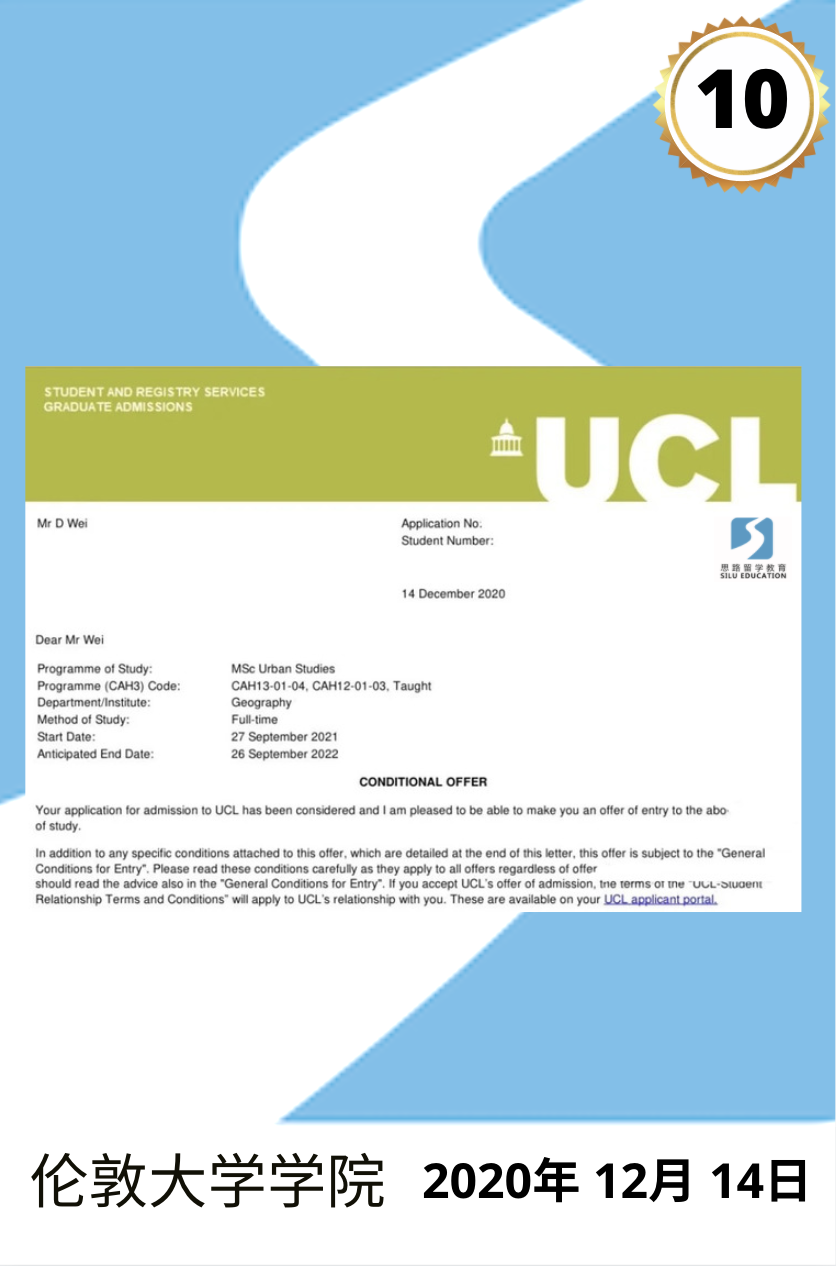 10
STUDENT AND REGISTRY SERVICES
GRADUATE ADMISSIONS
UCL
Mr D Wei
Application No:
Student Number:
思路留学教育
SILU EDUCATION
14 December 2020
Dear Mr Wei
Programme of Study: MSc Urban Studies
Programme (CAH3) Code: CAH13-01-04, CAH12-01-03, Taught
Department/Institute: Geography
Method of Study: Full-time
Start Date: 27 September 2021
Anticipated End Date: 26 September 2022
CONDITIONAL OFFER
Your application for admission to UCL has been considered and I am pleased to be able to make you an offer of entry to the abo
of study.
In addition to any specific conditions attached to this offer, which are detailed at the end of this letter, this offer is subject to the "General
Conditions for Entry". Please read these conditions carefully as they apply to all offers regardless of offer
should read the advice also in the "General Conditions for Entry". If you accept UCL's offer of admission, the terms of the "UCL-Student
Relationship Terms and Conditions" will apply to UCL's relationship with you. These are available on your UCL applicant portal.
伦敦大学学院 2020年 12月 14日